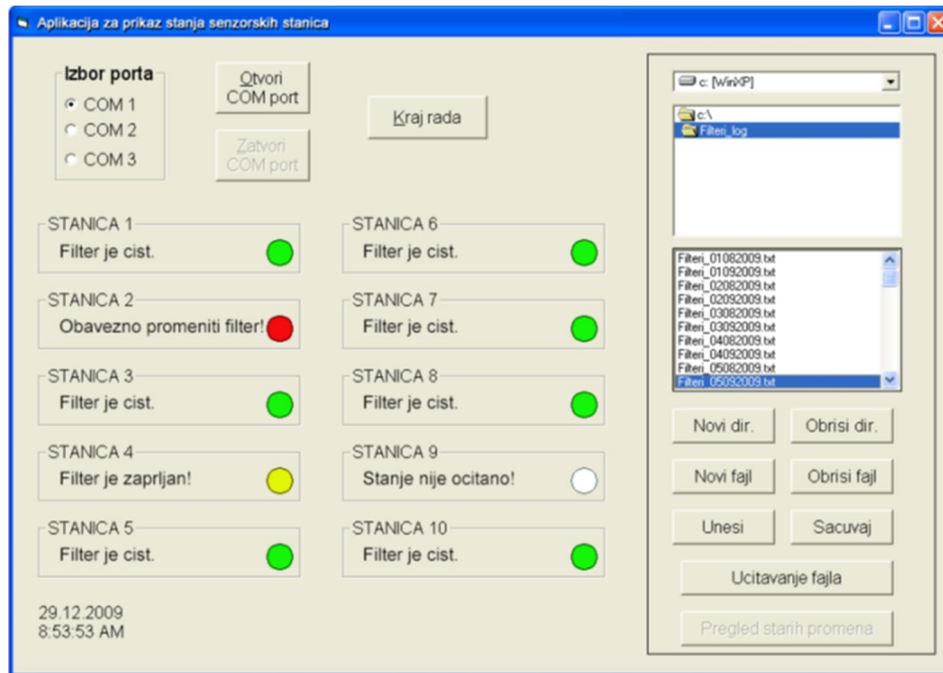 Aplikacija za prikaz stanja senzorskih stanica
Izbor porta
COM 1
COM 2
COM 3
Otvori
COM port
Zatvori
COM port
Kraj rada
STANICA 1
Filter je cist.
STANICA 2
Obavezno promeniti filter!
STANICA 3
Filter je cist.
STANICA 4
Filter je zaprljan!
STANICA 5
Filter je cist.
STANICA 6
Filter je cist.
STANICA 7
Filter je cist.
STANICA 8
Filter je cist.
STANICA 9
Stanje nije ocitano!
STANICA 10
Filter je cist.
29.12.2009
8:53:53 AM
c: [WinXP]
c:\
Filteri_log
Filteri_01082009.txt
Filteri_01092009.txt
Filteri_02082009.txt
Filteri_02092009.txt
Filteri_03082009.txt
Filteri_03092009.txt
Filteri_04082009.txt
Filteri_04092009.txt
Filteri_05082009.txt
Filteri_05092009.txt
Novi dir.
Obrisi dir.
Novi fajl
Obrisi fajl
Unesi
Sacuvaj
Ucitavanje fajla
Pregled starih promena